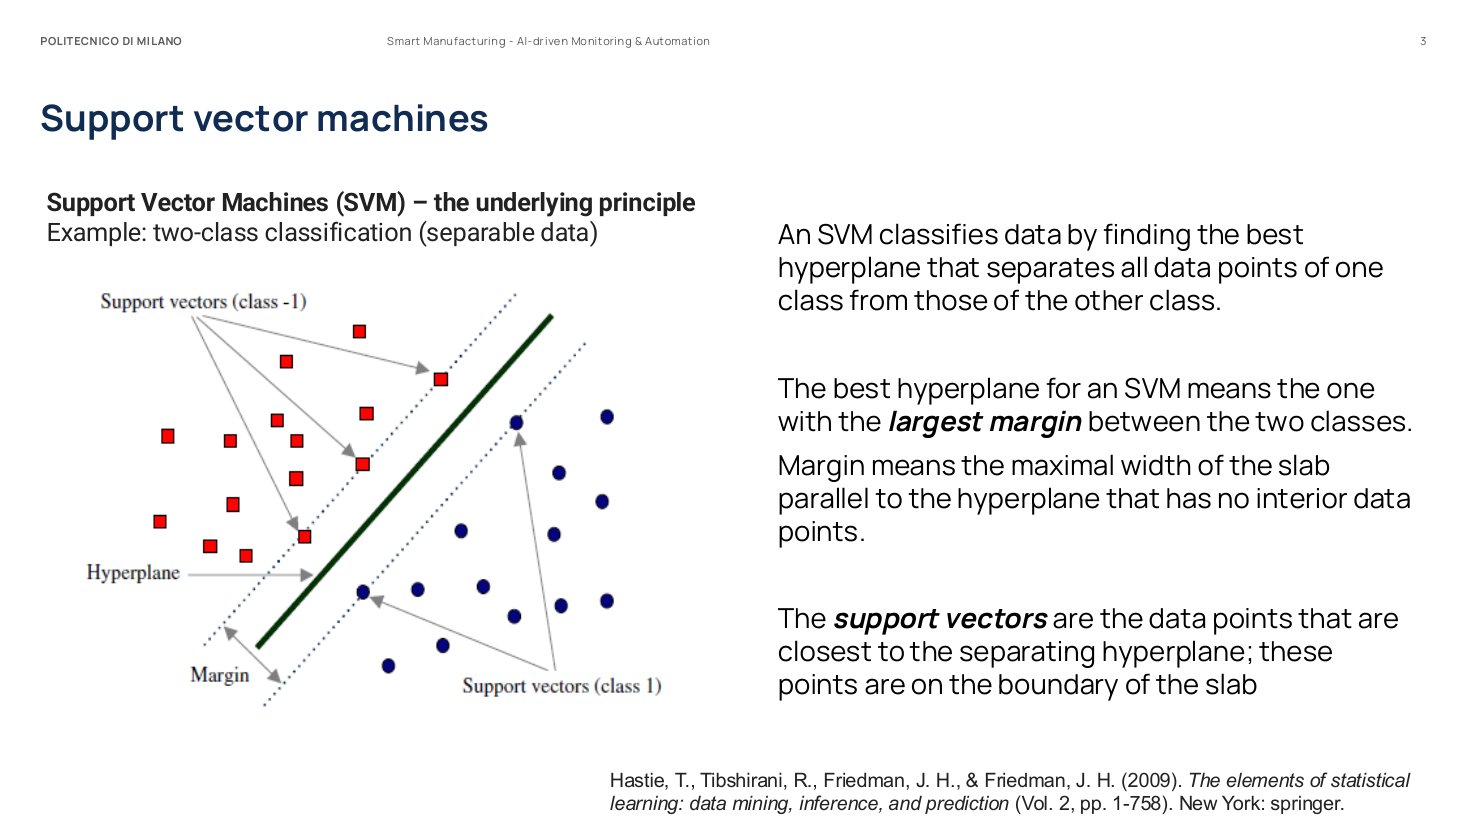 POLITECNICO DI MILANO
Smart Manufacturing - AI-driven Monitoring & Automation
3
Support vector machines
Support Vector Machines (SVM) – the underlying principle
Example: two-class classification (separable data)
Support vectors (class -1)
Hyperplane
Margin
Support vectors (class 1)
An SVM classifies data by finding the best
hyperplane that separates all data points of one
class from those of the other class.
The best hyperplane for an SVM means the one
with the largest margin between the two classes.
Margin means the maximal width of the slab
parallel to the hyperplane that has no interior data
points.
The support vectors are the data points that are
closest to the separating hyperplane; these
points are on the boundary of the slab
Hastie, T., Tibshirani, R., Friedman, J. H., & Friedman, J. H. (2009). The elements of statistical
learning: data mining, inference, and prediction (Vol. 2, pp. 1-758). New York: springer.